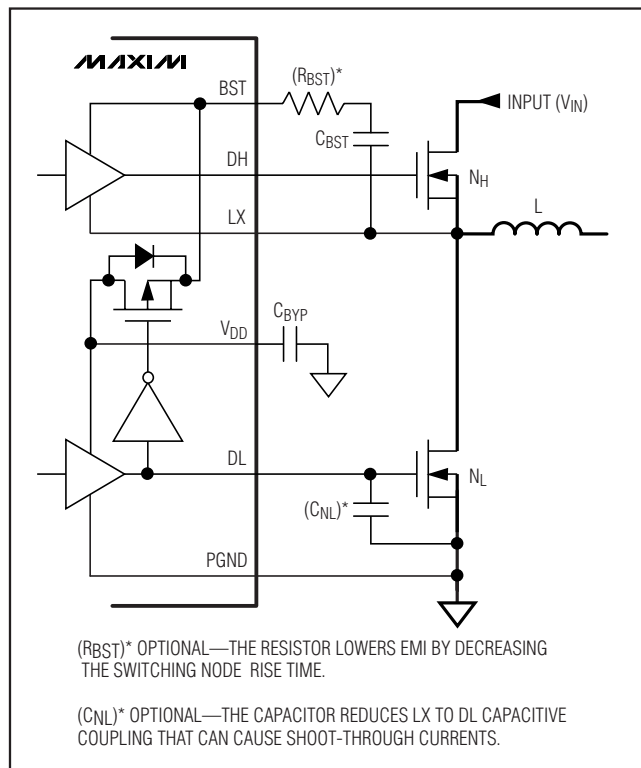 MAXIM
BST
(RBST)*
INPUT (VIN)
CBST
DH
NH
LX
L
VDD
CBYP
DL
NL
(CNL)*
PGND
(RBST)* OPTIONAL—THE RESISTOR LOWERS EMI BY DECREASING
THE SWITCHING NODE RISE TIME.
(CNL)* OPTIONAL—THE CAPACITOR REDUCES LX TO DL CAPACITIVE
COUPLING THAT CAN CAUSE SHOOT-THROUGH CURRENTS.